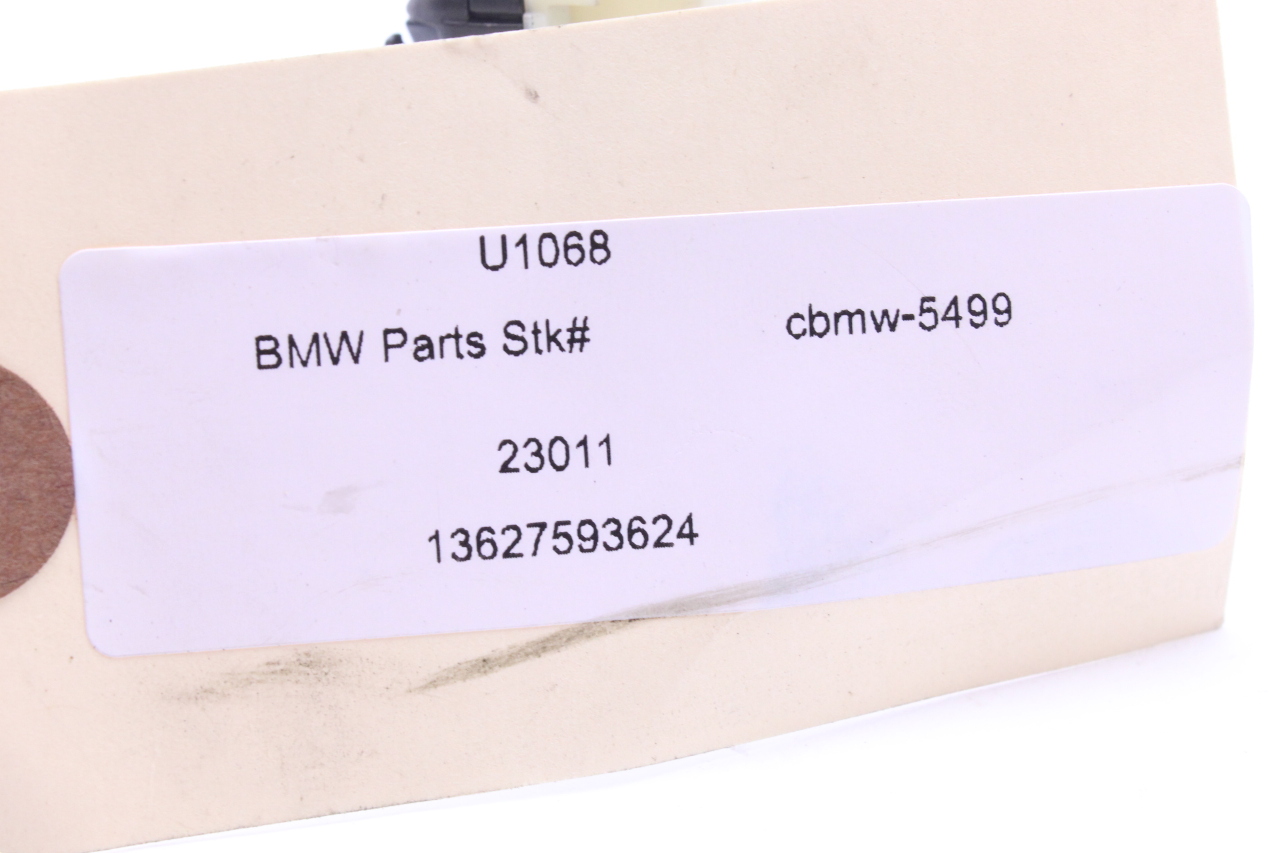 U1068
BMW Parts Stk# cbmw-5499
23011
13627593624